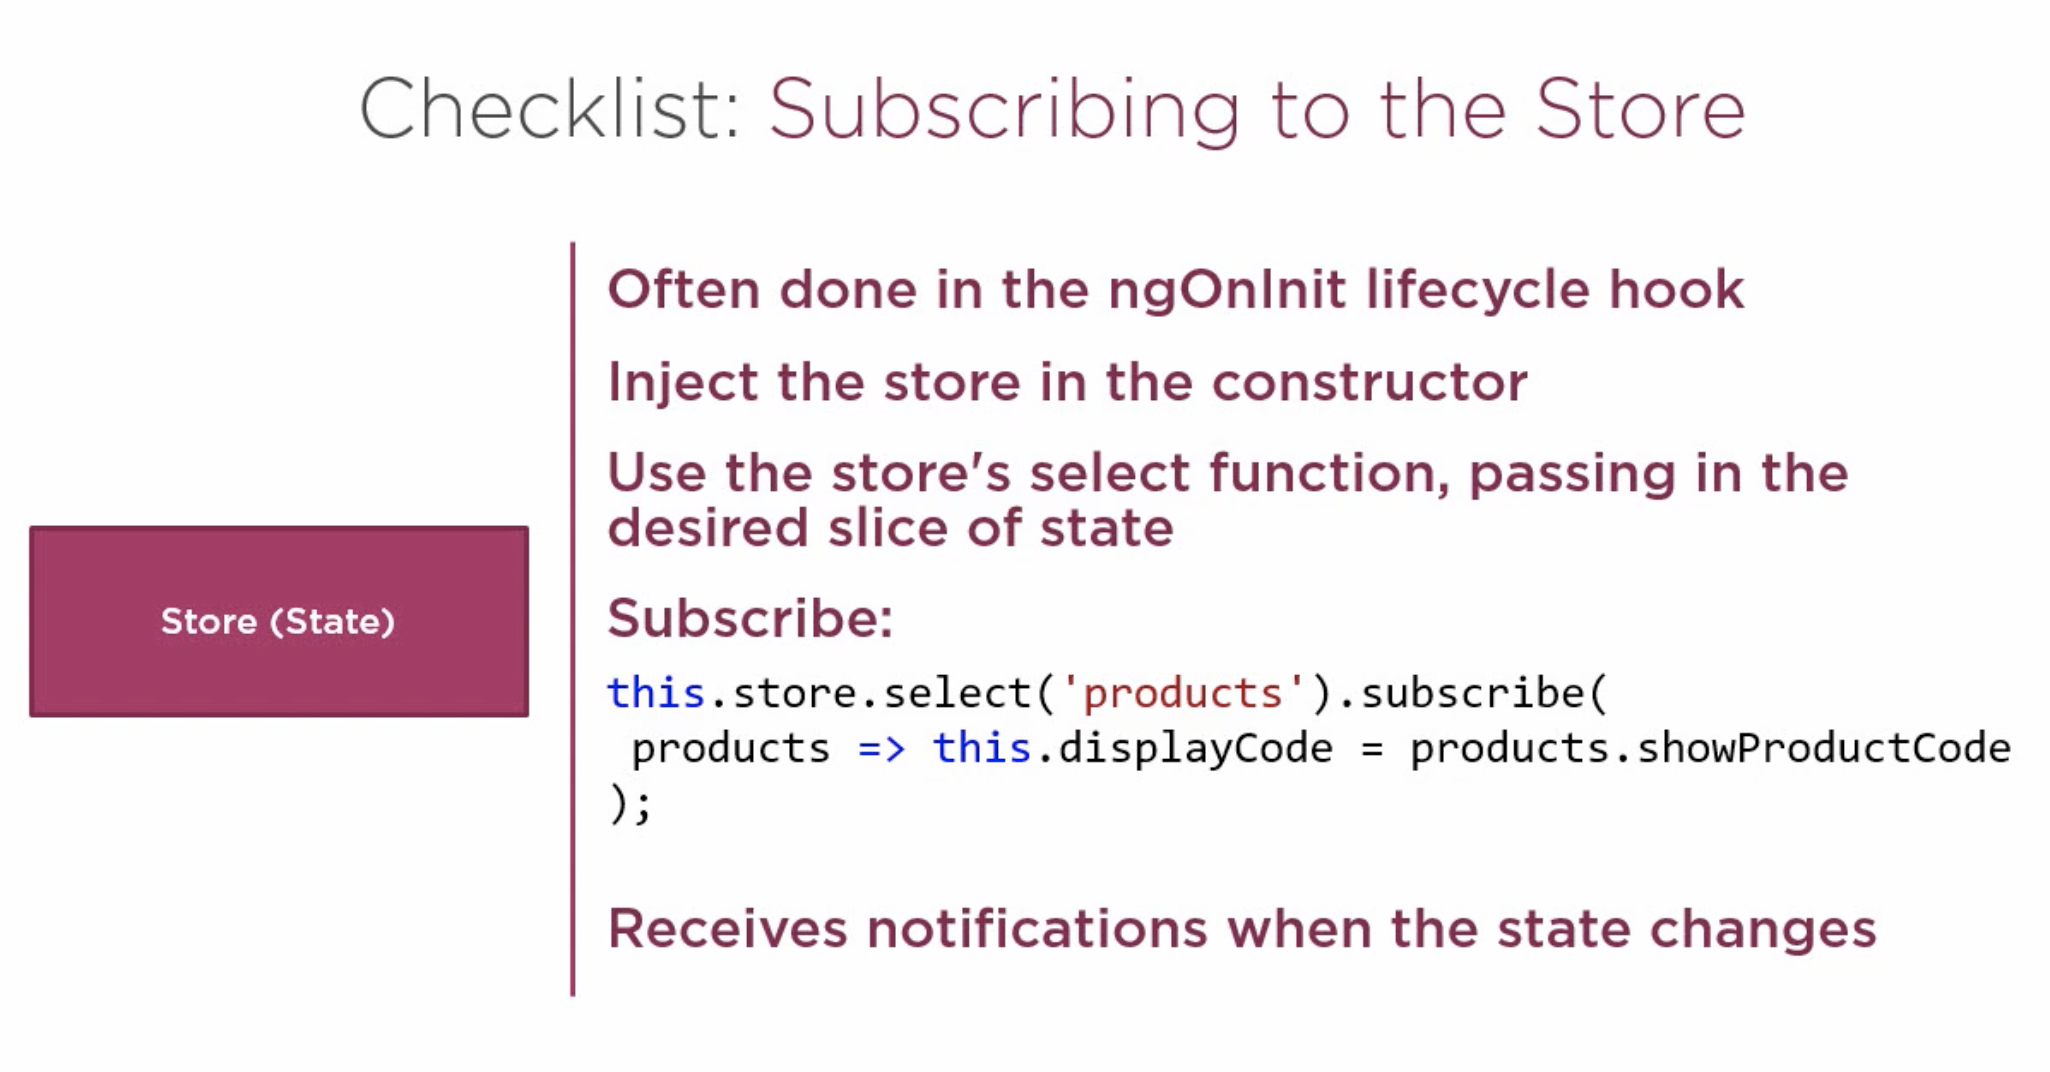 Checklist: Subscribing to the Store
Often done in the ngOnInit lifecycle hook
Inject the store in the constructor
Use the store's select function, passing in the
desired slice of state
Store (State)
Subscribe:
this.store.select('products').subscribe(
 products => this.displayCode = products.showProductCode
);
Receives notifications when the state changes